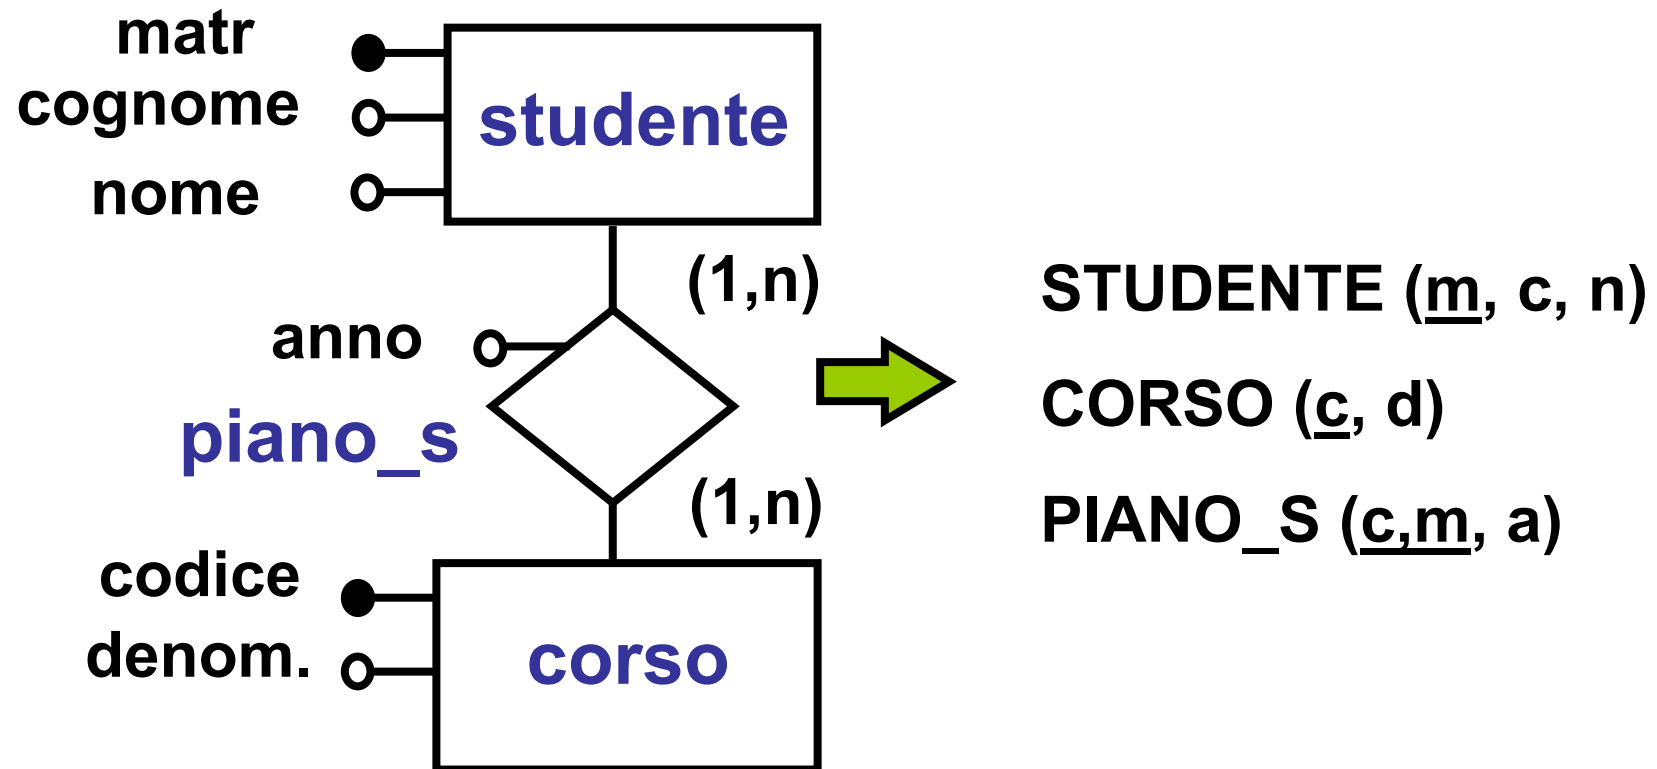 matr
cognome
nome
studente
(1,n)
anno
piano_s
(1,n)
codice
denom.
corso
STUDENTE (m, c, n)
CORSO (c, d)
PIANO_S (c,m, a)